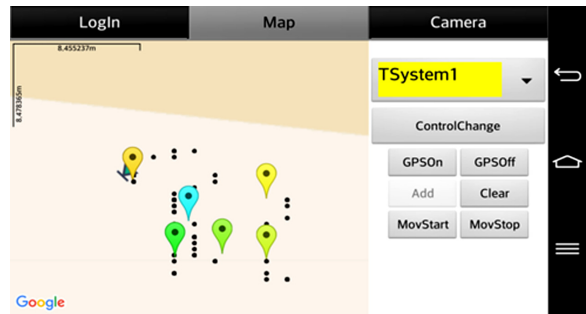 LogIn
Map
Camera
8,455237m
8,478365m
TSystem1
ControlChange
GPSOn
GPSOff
Add
Clear
MovStart
MovStop
Google